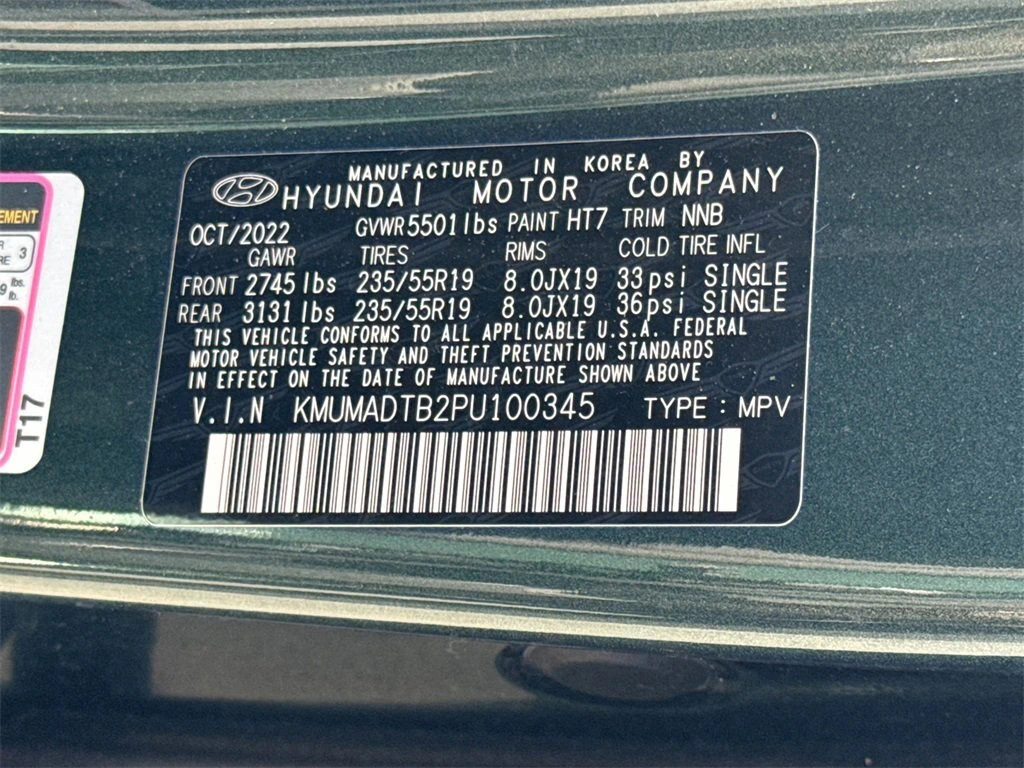 MANUFACTURED IN KOREA BY
HYUNDAI MOTOR COMPANY
OCT/2022 GVWR 5501 lbs PAINT HT7 TRIM NNB
GAWR TIRES RIMS COLD TIRE INFL
FRONT 2745 lbs 235/55R19 8.0JX19 33 psi SINGLE
REAR 3131 lbs 235/55R19 8.0JX19 36 psi SINGLE
THIS VEHICLE CONFORMS TO ALL APPLICABLE U.S.A. FEDERAL
MOTOR VEHICLE SAFETY AND THEFT PREVENTION STANDARDS
IN EFFECT ON THE DATE OF MANUFACTURE SHOWN ABOVE
V.I.N KMUMADTB2PU100345 TYPE : MPV
3
lbs.
lb.
T17